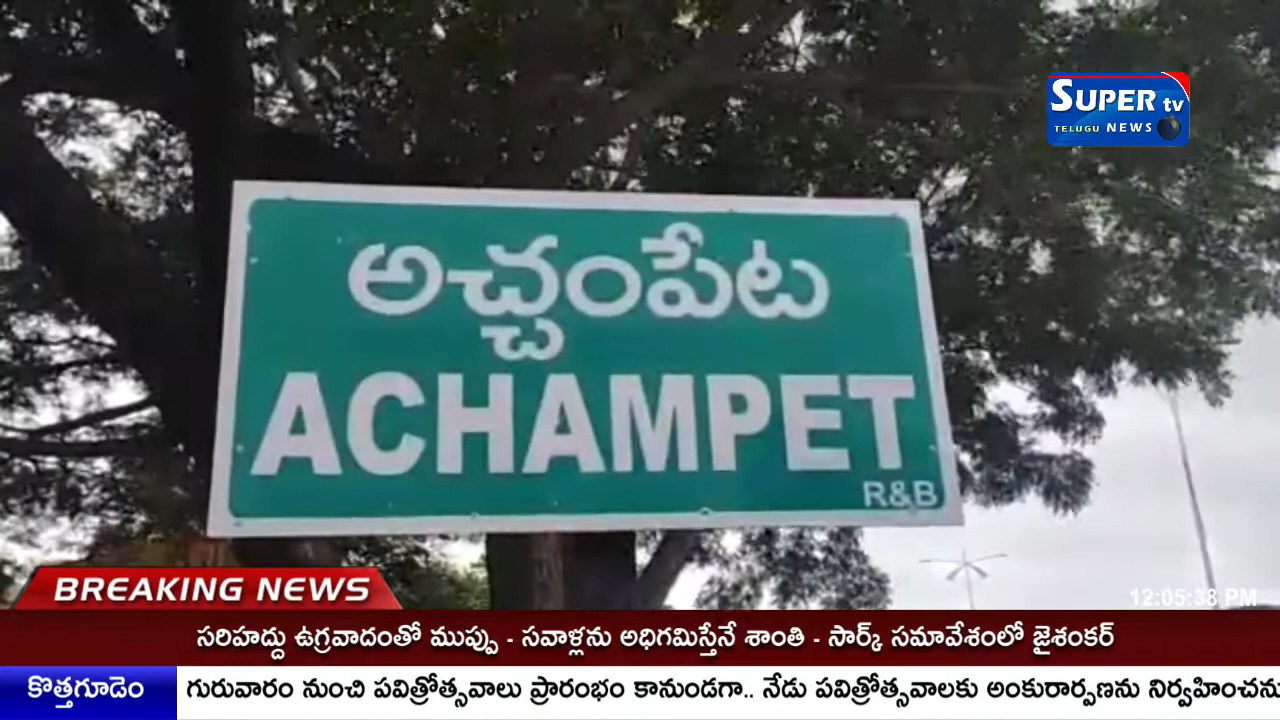 SUPER tv
TELUGU NEWS
అచ్చంపేట
ACHAMPET
R&B
BREAKING NEWS
12:05:38 PM
సరిహద్దు ఉగ్రవాదంతో ముప్పు - సవాళ్లను అధిగమిస్తేనే శాంతి - సార్క్ సమావేశంలో జైశంకర్
కొత్తగూడెం
గురువారం నుంచి పవిత్రోత్సవాలు ప్రారంభం కానుండగా.. నేడు పవిత్రోత్సవాలకు అంకురార్పణను నిర్వహించను